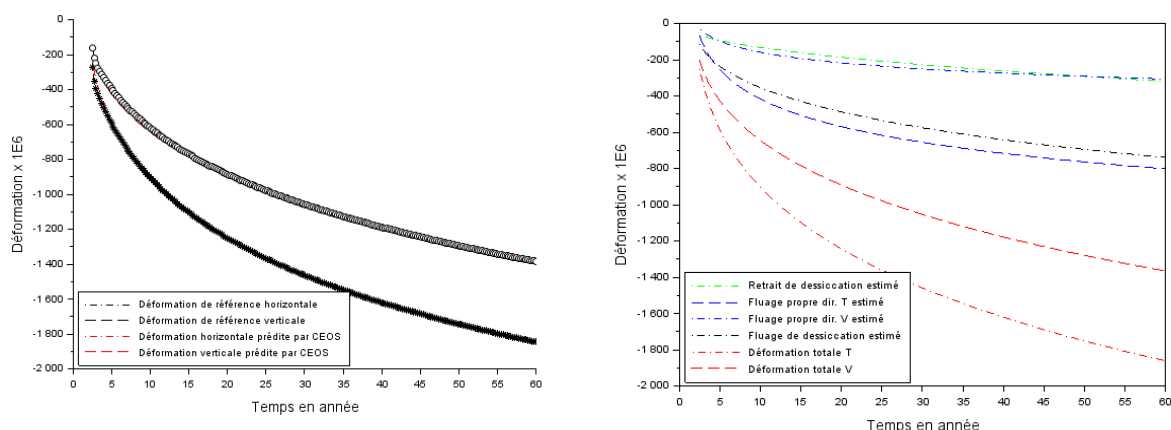 0
-200
-400
-600
-800
-1000
-1200
-1 400
-1 600
-1 800
-2 000
Déformation x 1E6
Déformation de référence horizontale
Déformation de référence verticale
Déformation horizontale prédite par CEOS
Déformation verticale prédite par CEOS
0 5 10 15 20 25 30 35 40 45 50 55 60
Temps en année
0
-200
-400
-600
-800
-1 000
-1 200
-1 400
-1 600
-1 800
-2 000
Déformation x 1E6
Retrait de dessiccation estimé
Fluage propre dir. T estimé
Fluage propre dir. V estimé
Fluage de dessiccation estimé
Déformation totale T
Déformation totale V
0 5 10 15 20 25 30 35 40 45 50 55 60
Temps en année